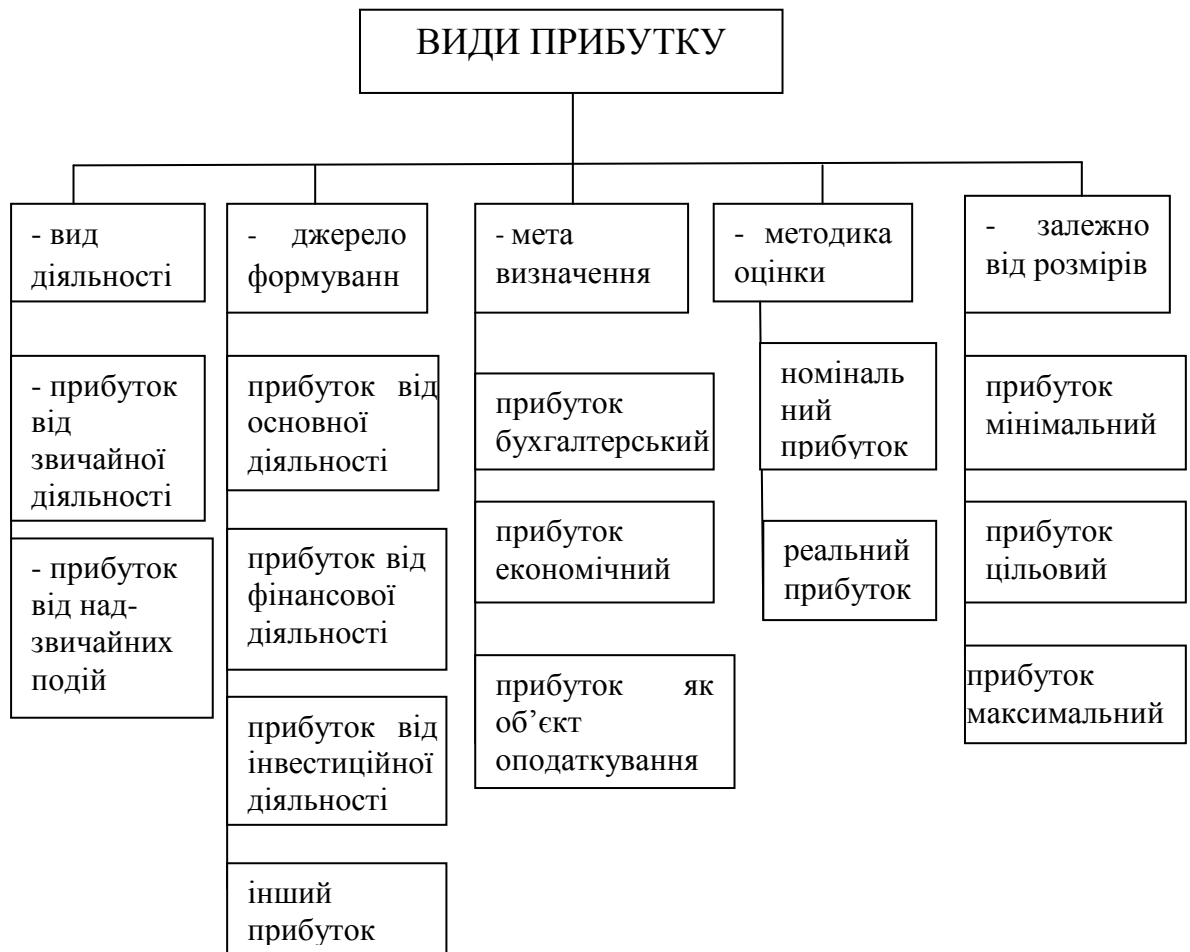 ВИДИ ПРИБУТКУ
- вид
діяльності
- прибуток
від
звичайної
діяльності
- прибуток
від над-
звичайних
подій
- джерело
формуванн
прибуток від
основної
діяльності
прибуток від
фінансової
діяльності
прибуток від
інвестиційної
діяльності
інший
прибуток
- мета
визначення
прибуток
бухгалтерський
прибуток
економічний
прибуток як
об’єкт
оподаткування
- методика
оцінки
номіналь
ний
прибуток
реальний
прибуток
- залежно
від розмірів
прибуток
мінімальний
прибуток
цільовий
прибуток
максимальний